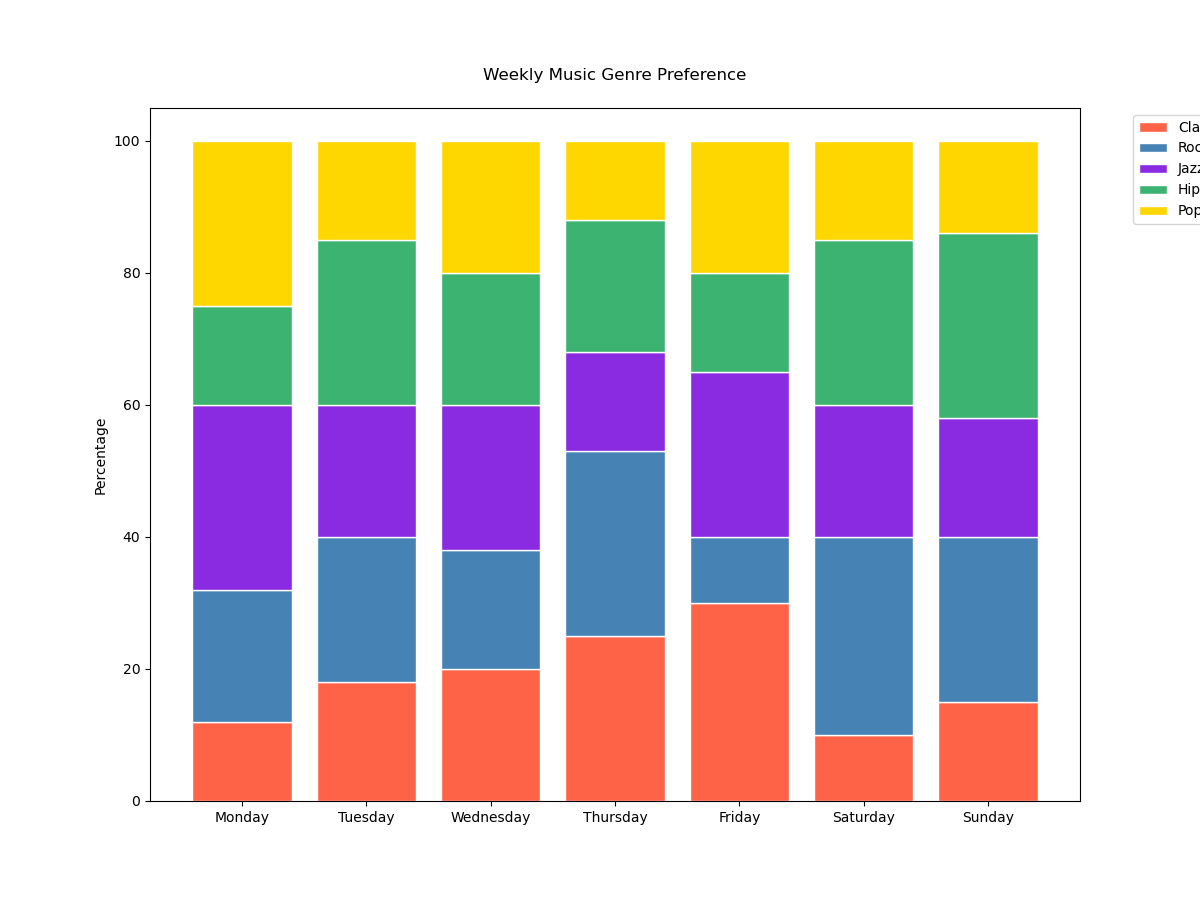 Weekly Music Genre Preference
Percentage
100
80
60
40
20
0
Monday Tuesday Wednesday Thursday Friday Saturday Sunday
Cla
Roc
Jazz
Hip
Pop